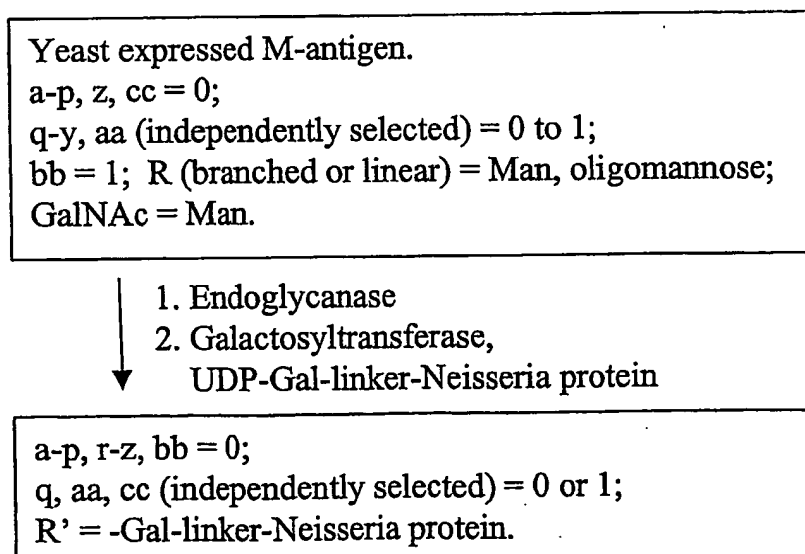 Yeast expressed M-antigen.
a-p, z, cc = 0;
q-y, aa (independently selected) = 0 to 1;
bb = 1; R (branched or linear) = Man, oligomannose;
GalNAc = Man.
1. Endoglycanase
2. Galactosyltransferase,
UDP-Gal-linker-Neisseria protein
a-p, r-z, bb = 0;
q, aa, cc (independently selected) = 0 or 1;
R' = -Gal-linker-Neisseria protein.